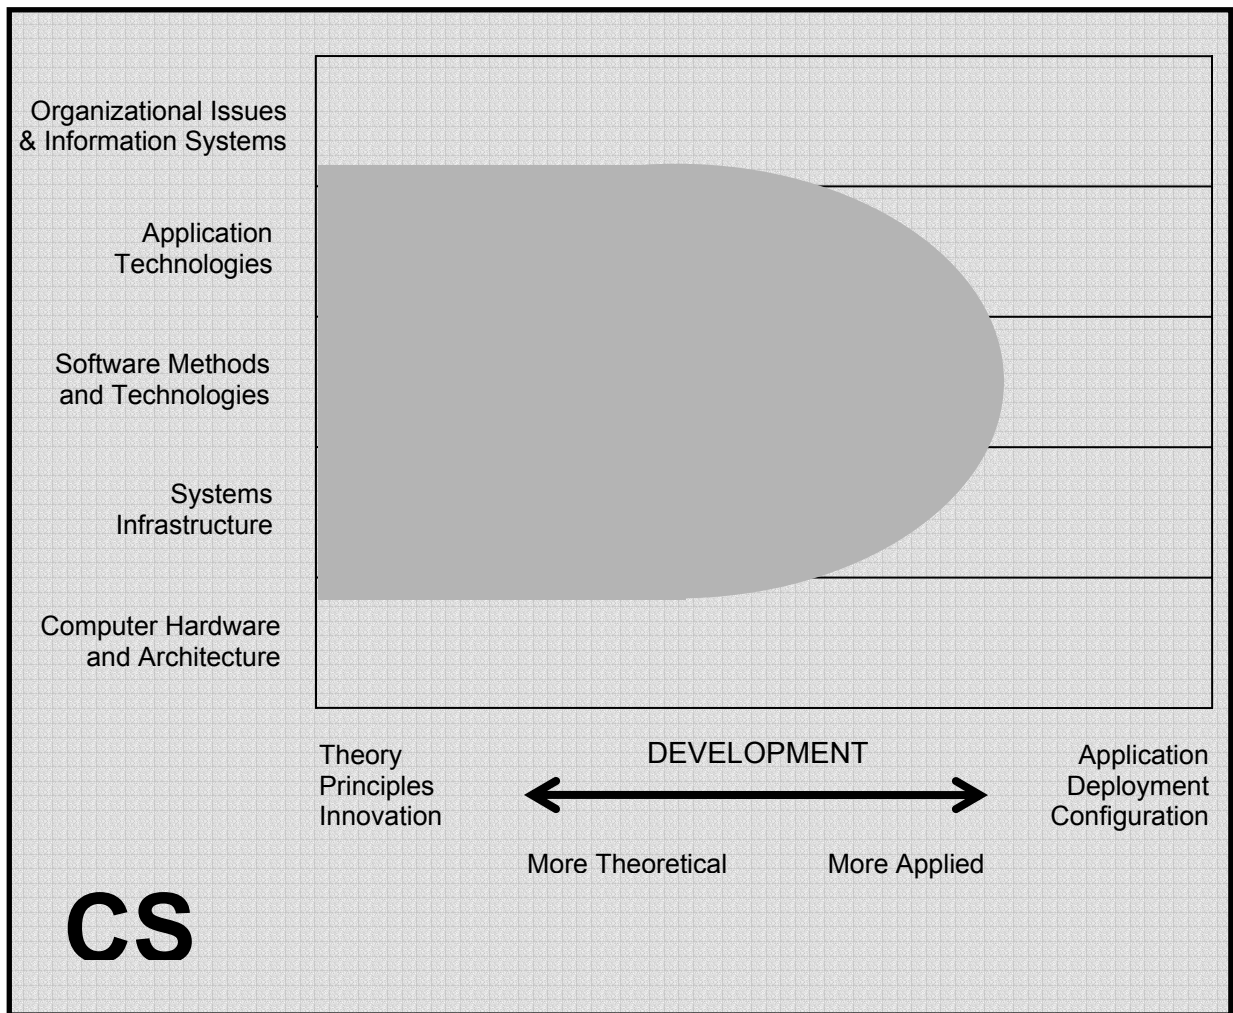 Organizational Issues
& Information Systems
Application
Technologies
Software Methods
and Technologies
Systems
Infrastructure
Computer Hardware
and Architecture
Theory
Principles
Innovation
DEVELOPMENT
Application
Deployment
Configuration
More Theoretical
More Applied
CS